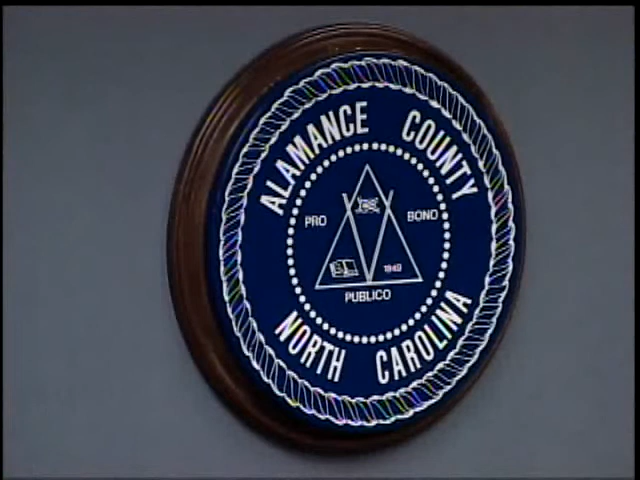 ALAMANCE COUNTY
PRO BONO
1849
PUBLICO
NORTH CAROLINA